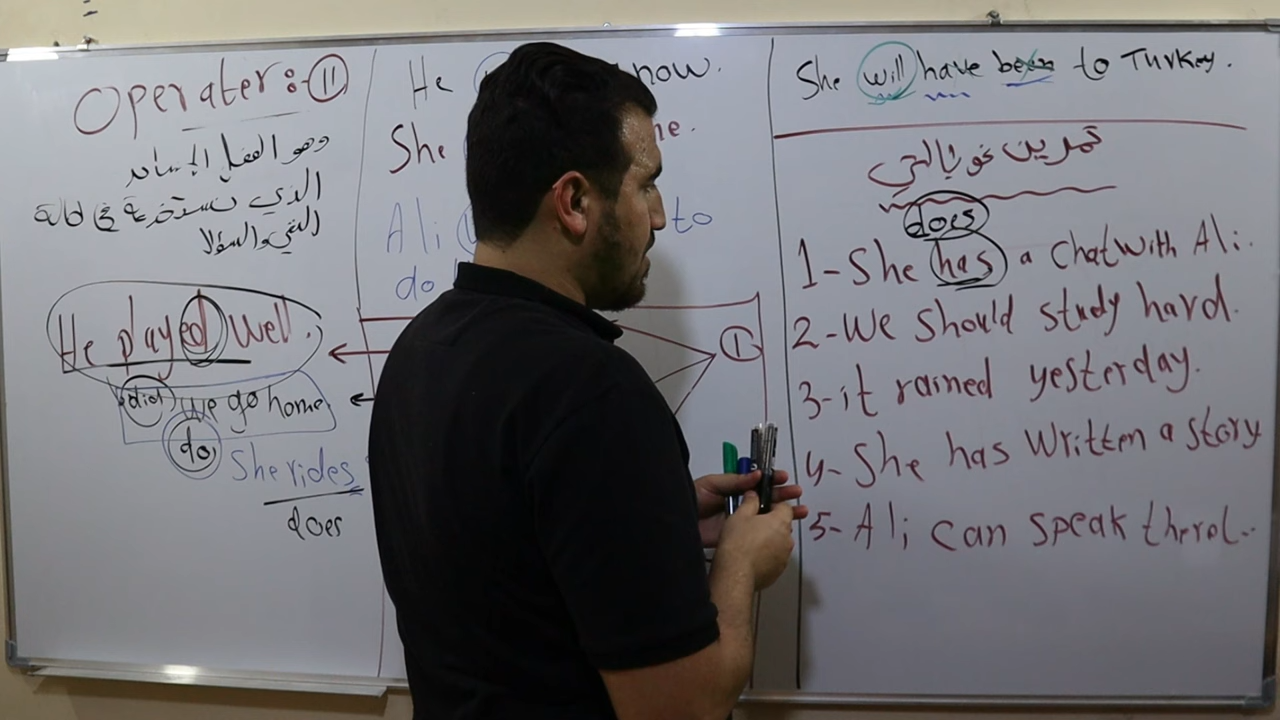 Operater:- 11
وهو الفعل المساعد
الذي نستخرجة في حالة
النفي والسؤال
He played well.
did we go home.
do She rides
does
He now.
She me.
Ali to
do
1
She will have been to Turkey.
تمرين
does
1- She has a chat with Ali.
2- We should study hard.
3- it rained yesterday.
4- She has written a story
5- Ali can speak